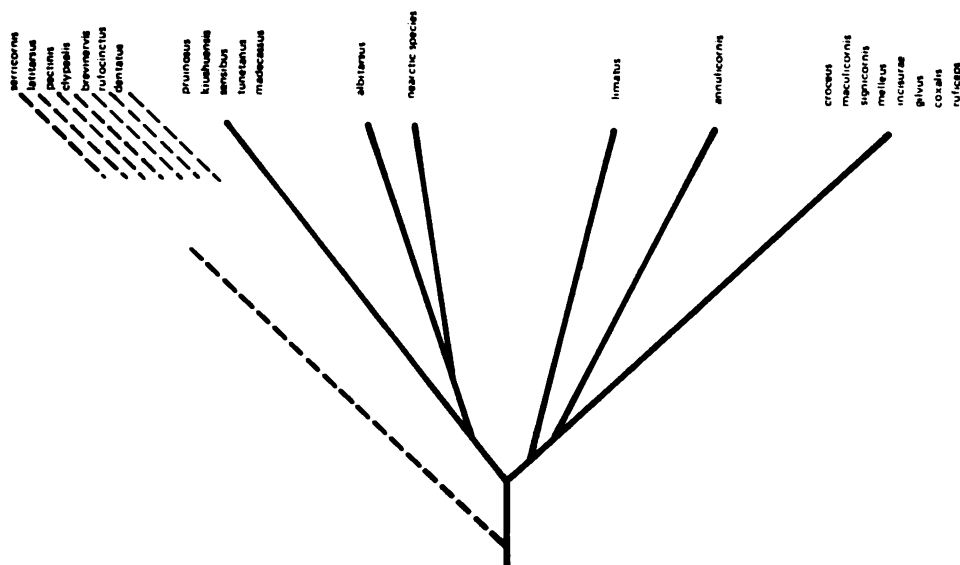 serricornis
latitarsus
pectinis
clypealis
brevinervis
rufocinctus
dentatus
pruinosus
kiushuensis
sensibus
tunetanus
madecassus
albitarsus
nearctic species
limatus
annulicornis
croceus
maculicornis
signicornis
melleus
incisurae
gilvus
coxalis
ruficeps